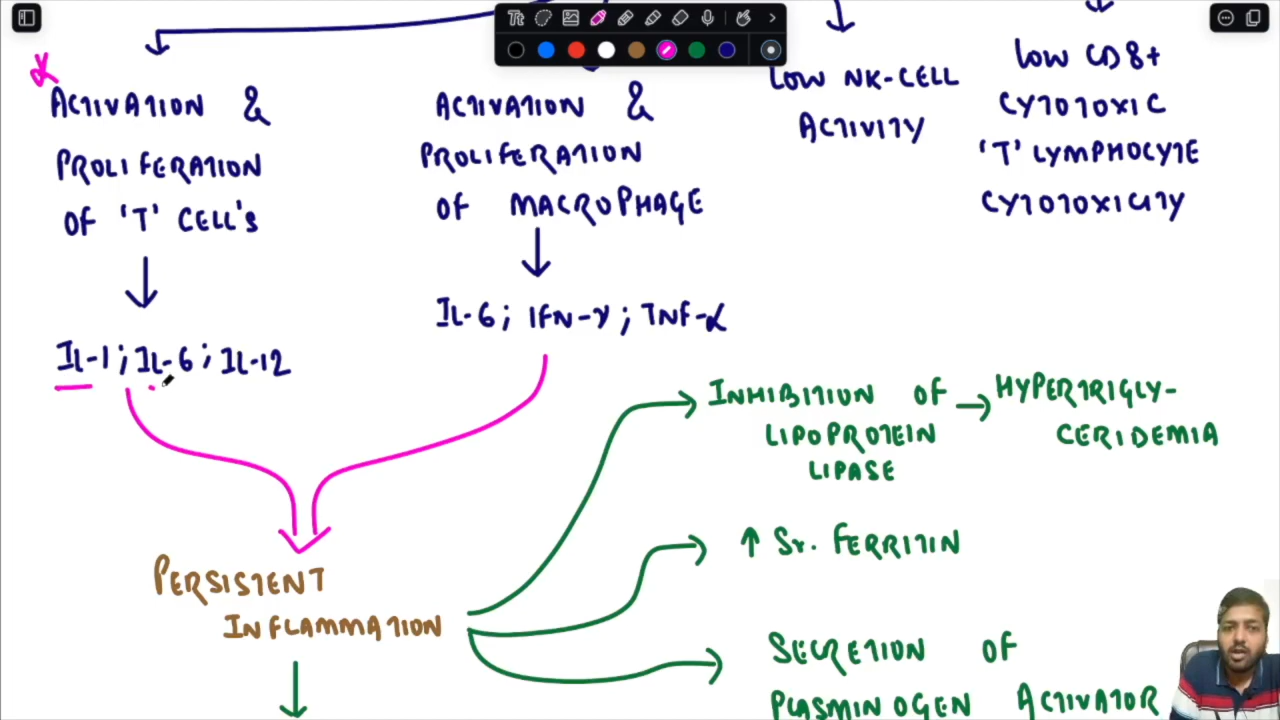 ACTIVATION &
PROLIFERATION
OF 'T' CELL'S
IL-1 ; IL-6 ; IL-12
ACTIVATION &
PROLIFERATION
OF MACROPHAGE
IL-6 ; IFN-γ ; TNF-α
LOW NK-CELL
ACTIVITY
LOW CD8+
CYTOTOXIC
'T' LYMPHOCYTE
CYTOTOXICITY
PERSISTENT
INFLAMMATION
INHIBITION OF
LIPOPROTEIN
LIPASE
HYPERTRIGLY-
CERIDEMIA
↑ Sr. FERRITIN
SECRETION OF
PLASMINOGEN ACTIVATOR